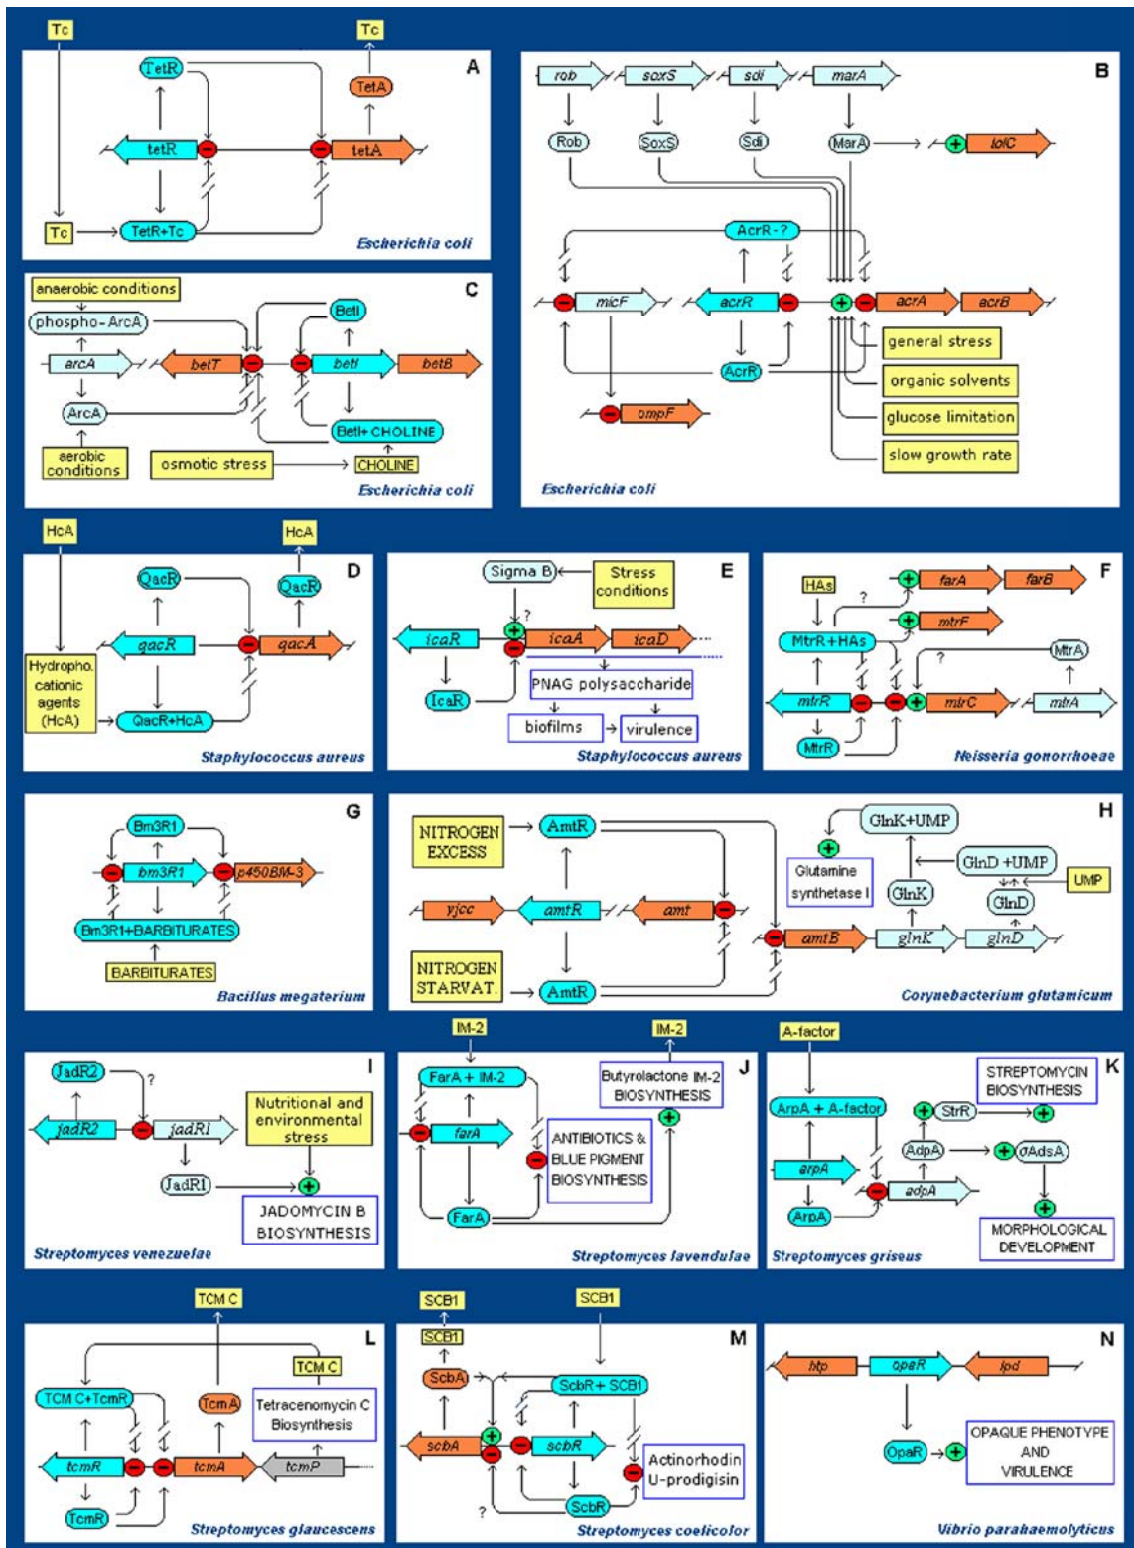 Tc
Tc
A
TetR
TetA
tetR
tetA
Tc
TetR+Tc
Escherichia coli
B
rob
soxS
sdi
marA
Rob
SoxS
Sdi
MarA
tolC
AcrR-?
micF
acrR
acrA
acrB
AcrR
ompF
general stress
organic solvents
glucose limitation
slow growth rate
Escherichia coli
C
anaerobic conditions
phospho-ArcA
BetI
arcA
betT
betI
betB
ArcA
BetI+ CHOLINE
aerobic
conditions
osmotic stress
CHOLINE
Escherichia coli
HcA
HcA
D
QacR
QacR
qacR
qacA
Hydropho.
cationic
agents
(HcA)
QacR+HcA
Staphylococcus aureus
E
Sigma B
Stress
conditions
?
icaR
icaA
icaD
IcaR
PNAG polysaccharide
biofilms
virulence
Staphylococcus aureus
F
HAs
farA
farB
?
mtrF
MtrR+HAs
?
MtrA
mtrR
mtrC
mtrA
MtrR
Neisseria gonorrhoeae
G
Bm3R1
bm3R1
p450BM-3
Bm3R1+BARBITURATES
BARBITURATES
Bacillus megaterium
H
NITROGEN
EXCESS
AmtR
GlnK+UMP
Glutamine
synthetase I
GlnD +UMP
UMP
GlnK
GlnD
yjcc
amtR
amt
amtB
glnK
glnD
NITROGEN
STARVAT.
AmtR
Corynebacterium glutamicum
I
JadR2
?
jadR2
jadR1
Nutritional and
environmental
stress
JadR1
JADOMYCIN B
BIOSYNTHESIS
Streptomyces venezuelae
IM-2
IM-2
J
FarA + IM-2
Butyrolactone IM-2
BIOSYNTHESIS
farA
ANTIBIOTICS &
BLUE PIGMENT
BIOSYNTHESIS
FarA
Streptomyces lavendulae
A-factor
K
STREPTOMYCIN
BIOSYNTHESIS
ArpA + A-factor
StrR
AdpA
σAdsA
arpA
adpA
ArpA
MORPHOLOGICAL
DEVELOPMENT
Streptomyces griseus
TCM C
L
TCM C
TCM C+TcmR
TcmA
Tetracenomycin C
Biosynthesis
tcmR
tcmA
tcmP
TcmR
Streptomyces glaucescens
SCB1
SCB1
M
SCB1
ScbA
ScbR + SCB1
scbA
scbR
Actinorhodin
U-prodigisin
?
ScbR
Streptomyces coelicolor
N
htp
opaR
lpd
OpaR
OPAQUE PHENOTYPE
AND
VIRULENCE
Vibrio parahaemolyticus